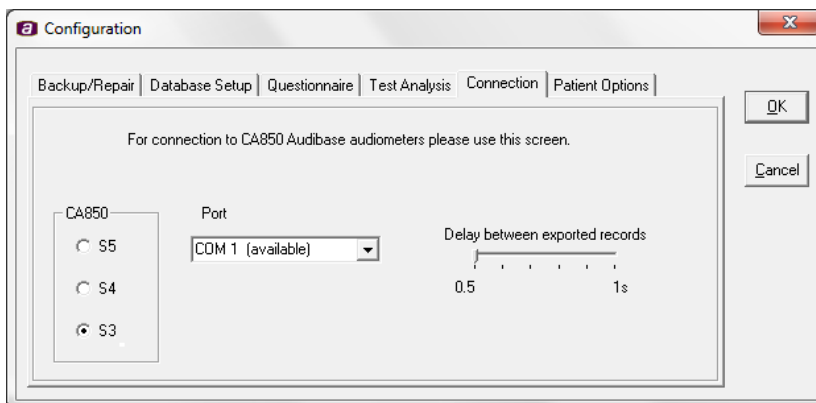 a Configuration
X
Backup/Repair Database Setup Questionnaire Test Analysis Connection Patient Options
OK
Cancel
For connection to CA850 Audibase audiometers please use this screen.
CA850
S5
S4
S3
Port
COM 1 (available)
Delay between exported records
0.5 1s